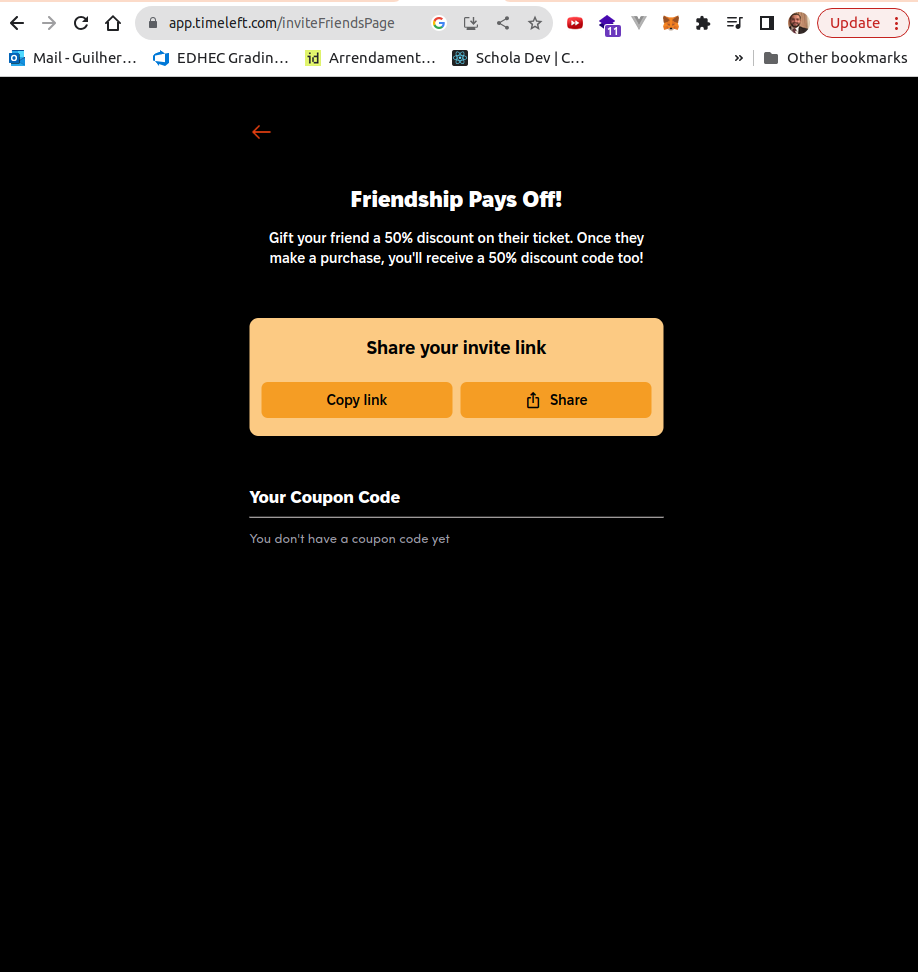 app.timeleft.com/inviteFriendsPage
11
Update
Mail - Guilher…
EDHEC Gradin…
id
Arrendament…
Schola Dev | C…
»
Other bookmarks
Friendship Pays Off!
Gift your friend a 50% discount on their ticket. Once they
make a purchase, you'll receive a 50% discount code too!
Share your invite link
Copy link
Share
Your Coupon Code
You don't have a coupon code yet